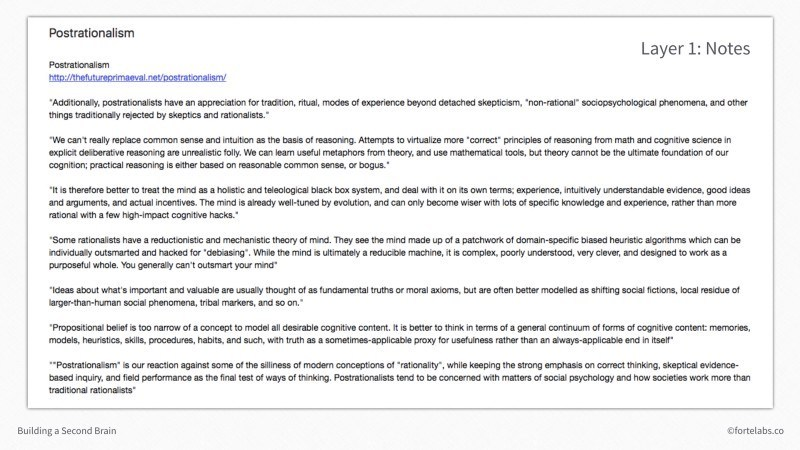 Postrationalism
Layer 1: Notes
Postrationalism
http://thefutureprimaeval.net/postrationalism/
"Additionally, postrationalists have an appreciation for tradition, ritual, modes of experience beyond detached skepticism, "non-rational" sociopsychological phenomena, and other
things traditionally rejected by skeptics and rationalists."
"We can't really replace common sense and intuition as the basis of reasoning. Attempts to virtualize more "correct" principles of reasoning from math and cognitive science in
explicit deliberative reasoning are unrealistic folly. We can learn useful metaphors from theory, and use mathematical tools, but theory cannot be the ultimate foundation of our
cognition; practical reasoning is either based on reasonable common sense, or bogus."
"It is therefore better to treat the mind as a holistic and teleological black box system, and deal with it on its own terms; experience, intuitively understandable evidence, good ideas
and arguments, and actual incentives. The mind is already well-tuned by evolution, and can only become wiser with lots of specific knowledge and experience, rather than more
rational with a few high-impact cognitive hacks."
"Some rationalists have a reductionistic and mechanistic theory of mind. They see the mind made up of a patchwork of domain-specific biased heuristic algorithms which can be
individually outsmarted and hacked for "debiasing". While the mind is ultimately a reducible machine, it is complex, poorly understood, very clever, and designed to work as a
purposeful whole. You generally can't outsmart your mind"
"Ideas about what's important and valuable are usually thought of as fundamental truths or moral axioms, but are often better modelled as shifting social fictions, local residue of
larger-than-human social phenomena, tribal markers, and so on."
"Propositional belief is too narrow of a concept to model all desirable cognitive content. It is better to think in terms of a general continuum of forms of cognitive content: memories,
models, heuristics, skills, procedures, habits, and such, with truth as a sometimes-applicable proxy for usefulness rather than an always-applicable end in itself"
""Postrationalism" is our reaction against some of the silliness of modern conceptions of "rationality", while keeping the strong emphasis on correct thinking, skeptical evidence-
based inquiry, and field performance as the final test of ways of thinking. Postrationalists tend to be concerned with matters of social psychology and how societies work more than
traditional rationalists"
Building a Second Brain
©fortelabs.co